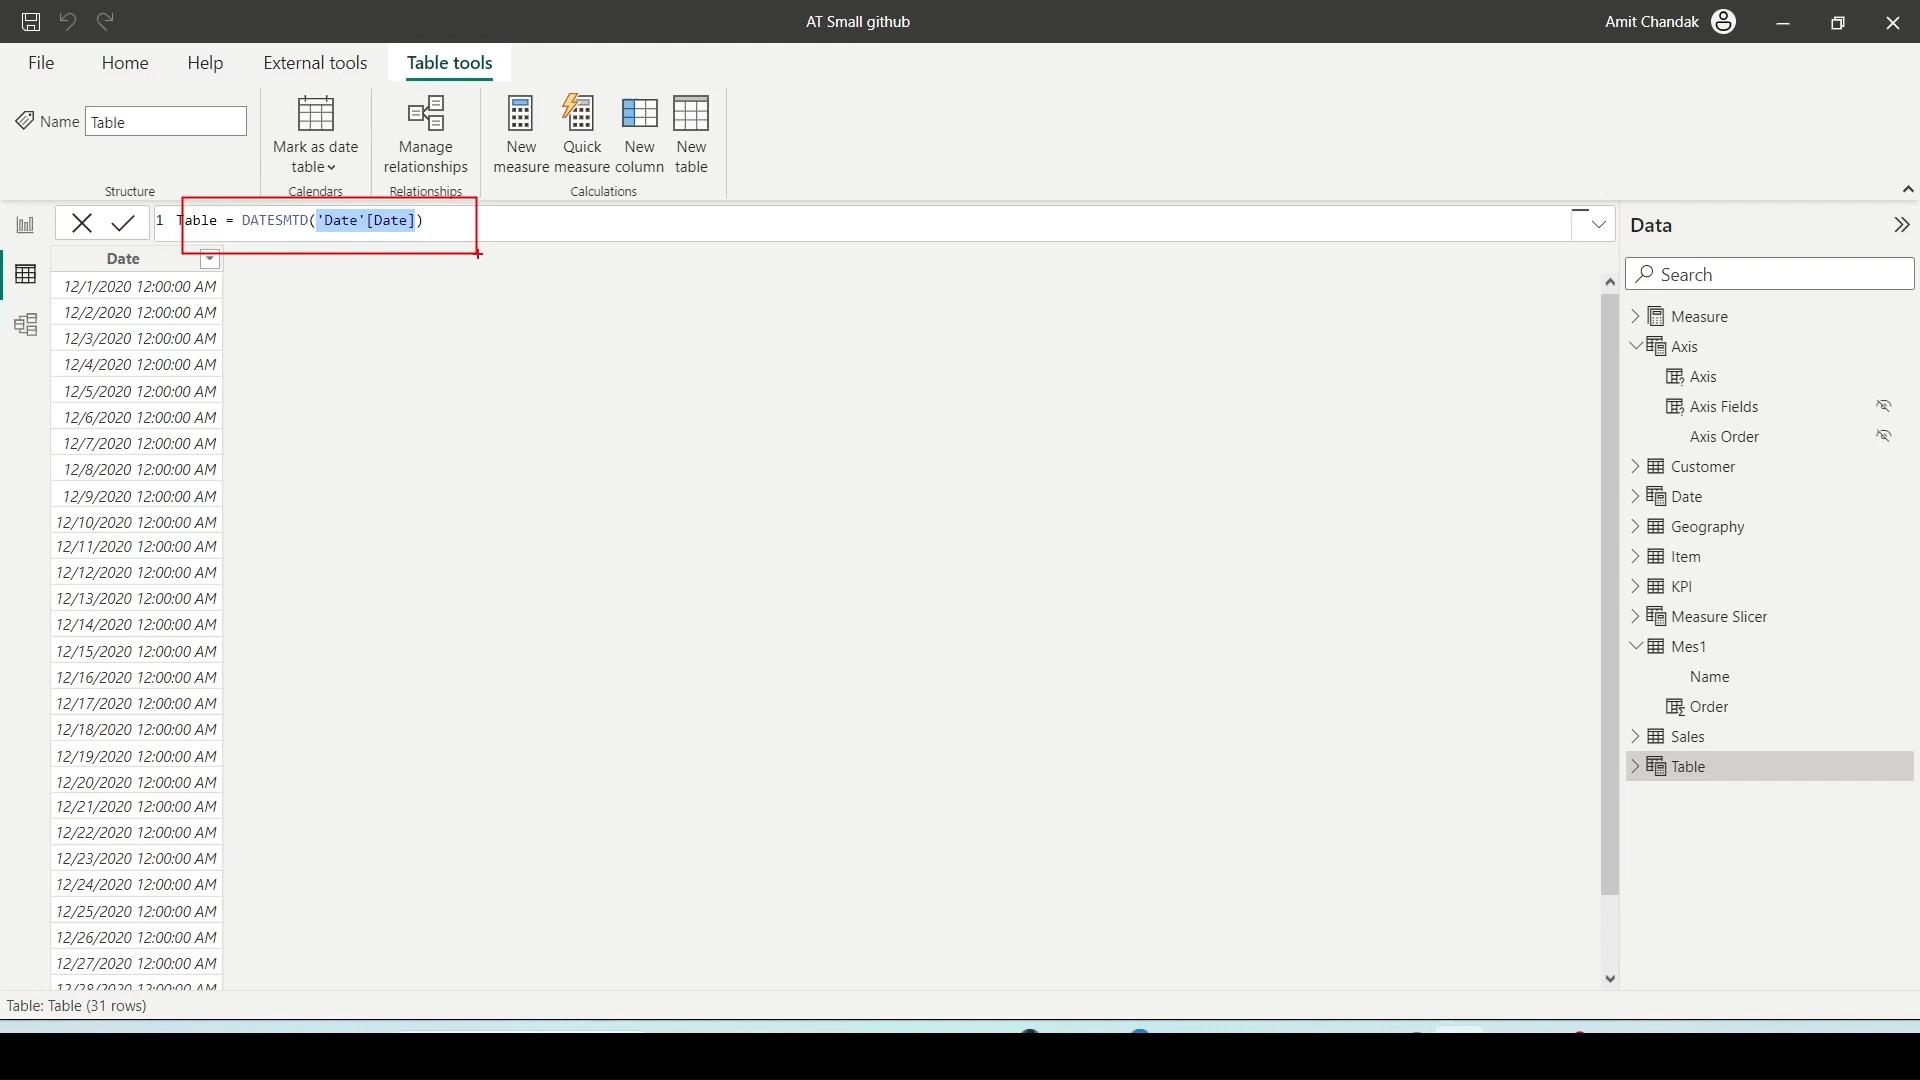 AT Small github
Amit Chandak
File
Home
Help
External tools
Table tools
Name
Table
Mark as date
table
Calendars
Manage
relationships
Relationships
New
measure
Quick
measure
New
column
New
table
Structure
Calculations
1 Table = DATESMTD('Date'[Date])
Date
12/1/2020 12:00:00 AM
12/2/2020 12:00:00 AM
12/3/2020 12:00:00 AM
12/4/2020 12:00:00 AM
12/5/2020 12:00:00 AM
12/6/2020 12:00:00 AM
12/7/2020 12:00:00 AM
12/8/2020 12:00:00 AM
12/9/2020 12:00:00 AM
12/10/2020 12:00:00 AM
12/11/2020 12:00:00 AM
12/12/2020 12:00:00 AM
12/13/2020 12:00:00 AM
12/14/2020 12:00:00 AM
12/15/2020 12:00:00 AM
12/16/2020 12:00:00 AM
12/17/2020 12:00:00 AM
12/18/2020 12:00:00 AM
12/19/2020 12:00:00 AM
12/20/2020 12:00:00 AM
12/21/2020 12:00:00 AM
12/22/2020 12:00:00 AM
12/23/2020 12:00:00 AM
12/24/2020 12:00:00 AM
12/25/2020 12:00:00 AM
12/26/2020 12:00:00 AM
12/27/2020 12:00:00 AM
12/28/2020 12:00:00 AM
Data
Search
Measure
Axis
Axis
Axis Fields
Axis Order
Customer
Date
Geography
Item
KPI
Measure Slicer
Mes1
Name
Order
Sales
Table
Table: Table (31 rows)